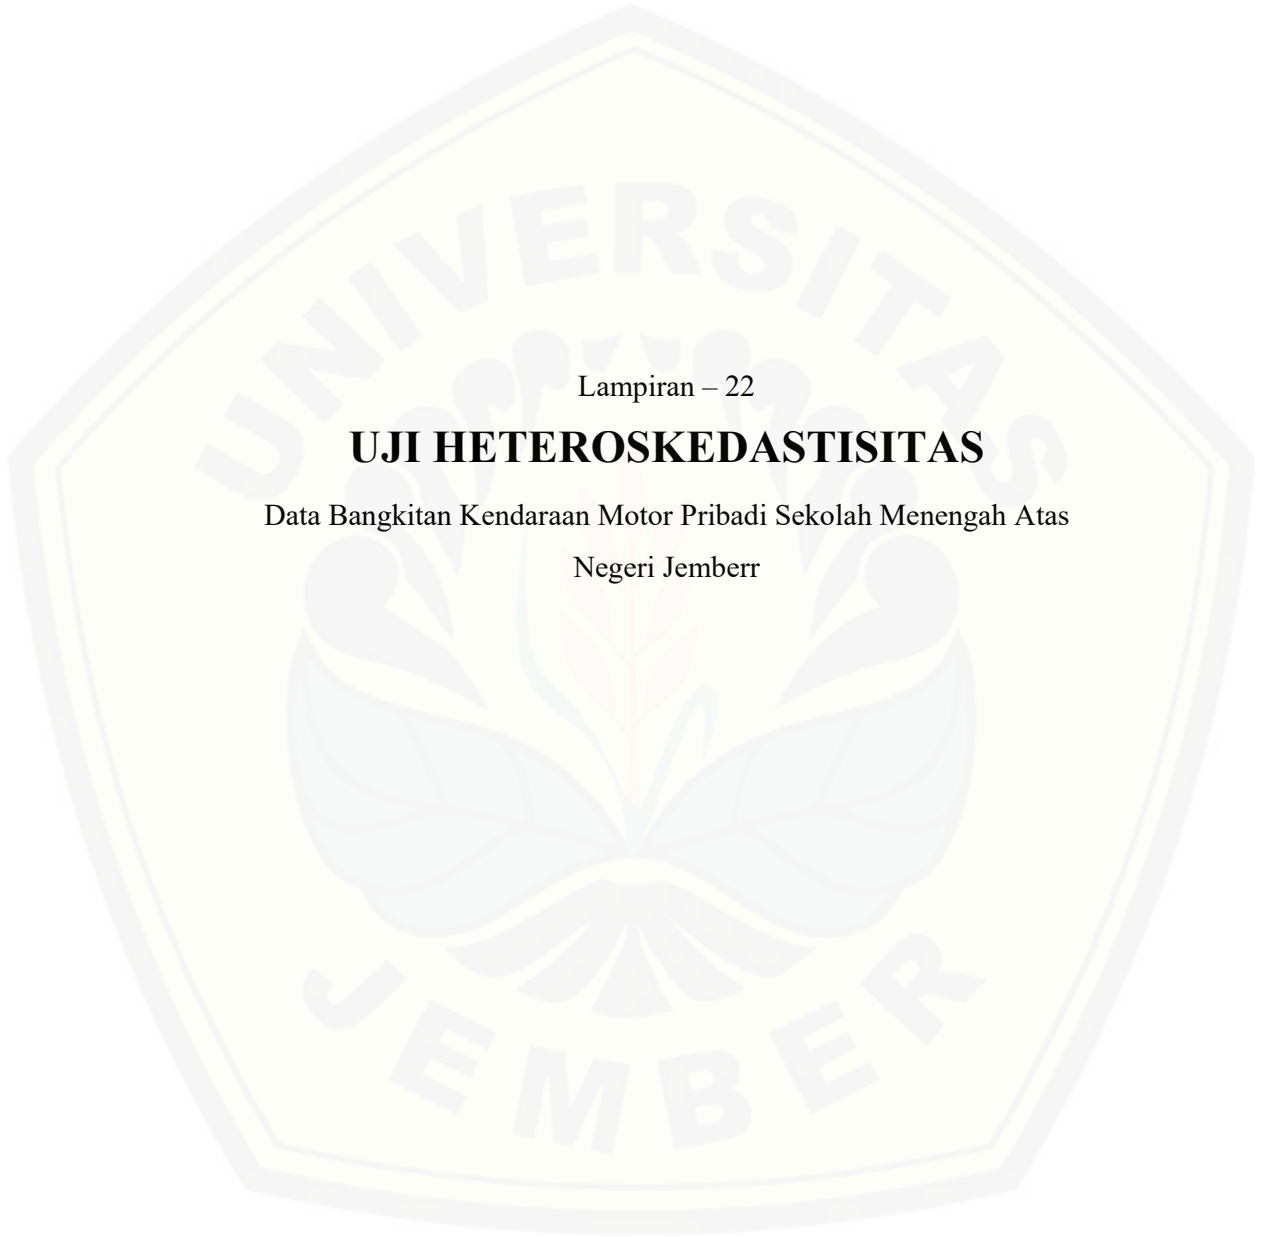 UNIVERSITAS
Lampiran – 22
UJI HETEROSKEDASTISITAS
Data Bangkitan Kendaraan Motor Pribadi Sekolah Menengah Atas
Negeri Jemberr
JEMBER